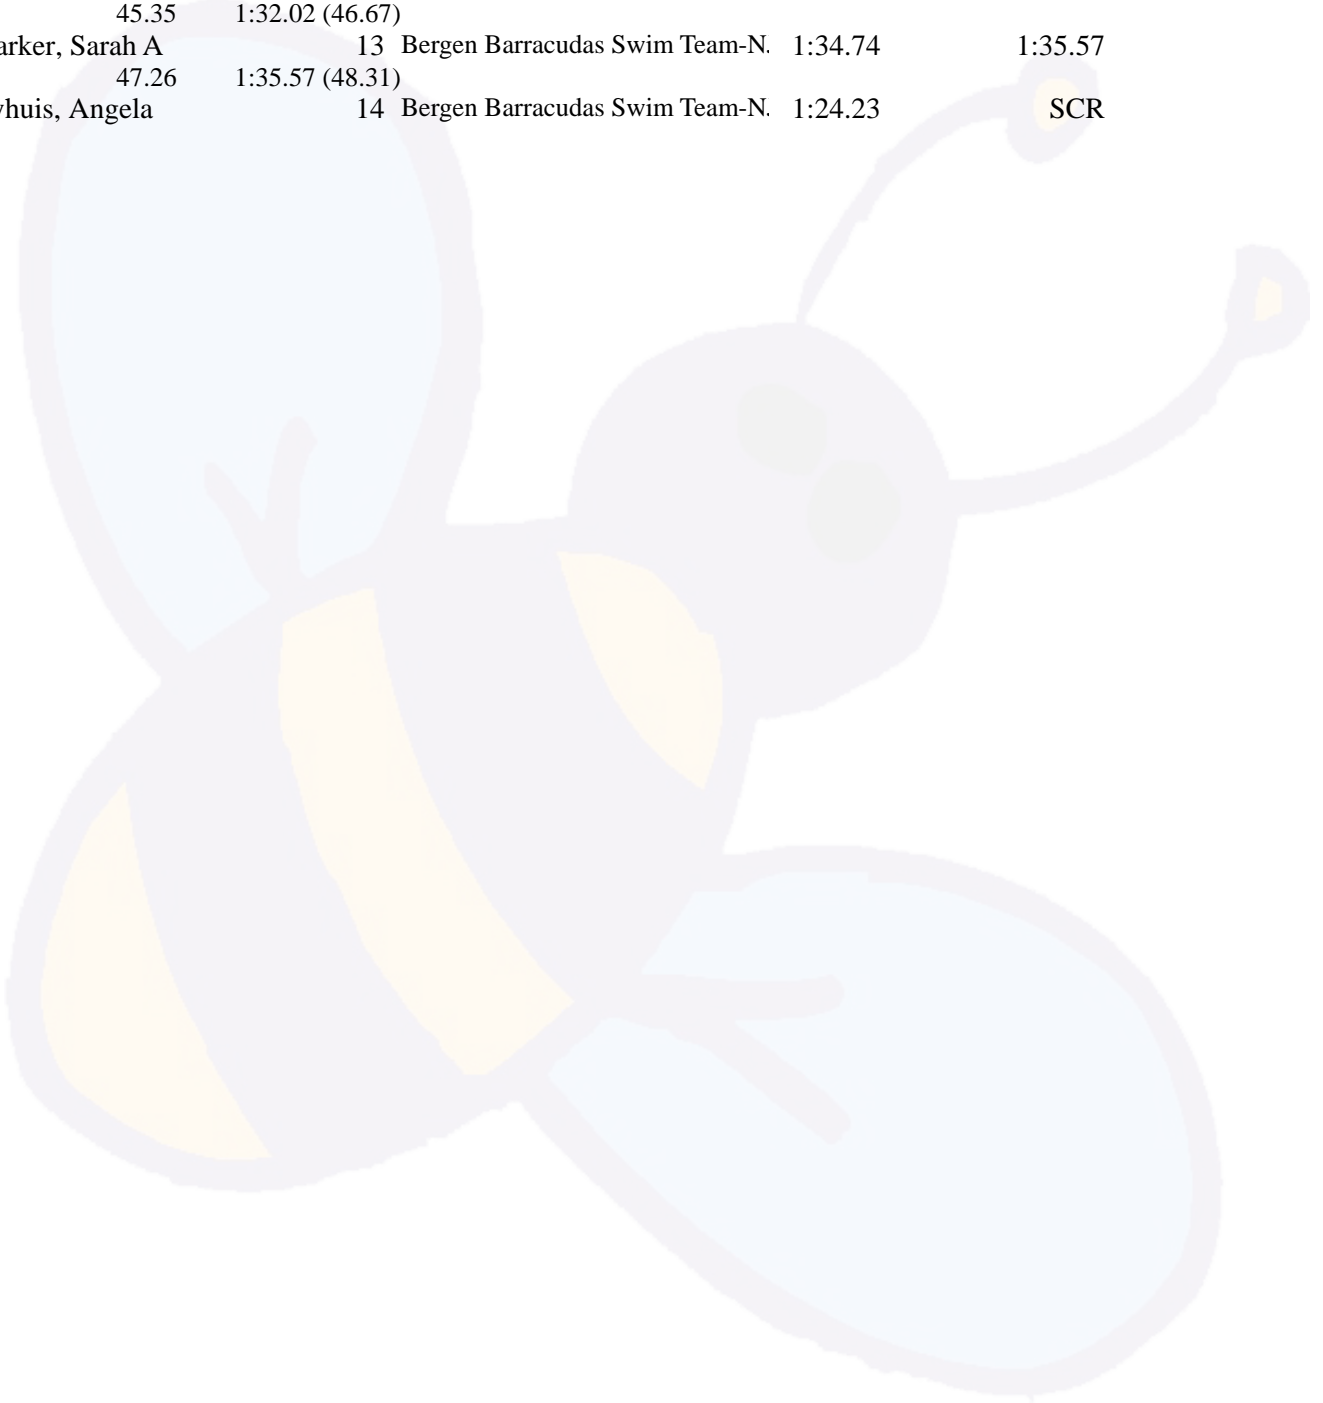 45.35 1:32.02 (46.67)
arker, Sarah A 13 Bergen Barracudas Swim Team-N. 1:34.74 1:35.57
47.26 1:35.57 (48.31)
huis, Angela 14 Bergen Barracudas Swim Team-N. 1:24.23 SCR